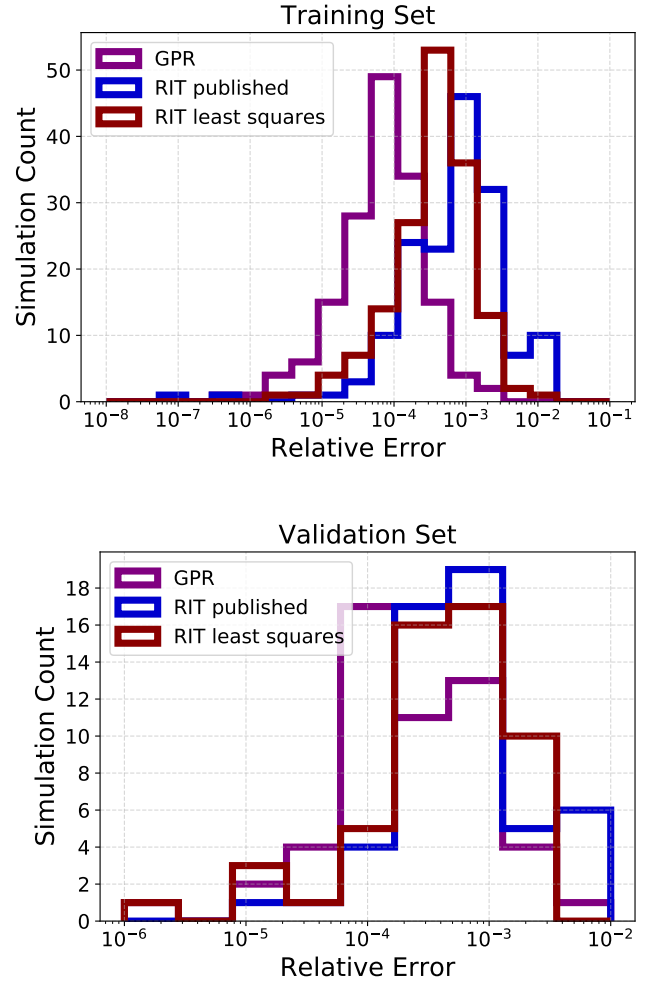 Training Set
GPR
RIT published
RIT least squares
50
40
30
20
10
0
Simulation Count
10⁻⁸ 10⁻⁷ 10⁻⁶ 10⁻⁵ 10⁻⁴ 10⁻³ 10⁻² 10⁻¹
Relative Error
Validation Set
GPR
RIT published
RIT least squares
18
16
14
12
10
8
6
4
2
0
Simulation Count
10⁻⁶ 10⁻⁵ 10⁻⁴ 10⁻³ 10⁻²
Relative Error